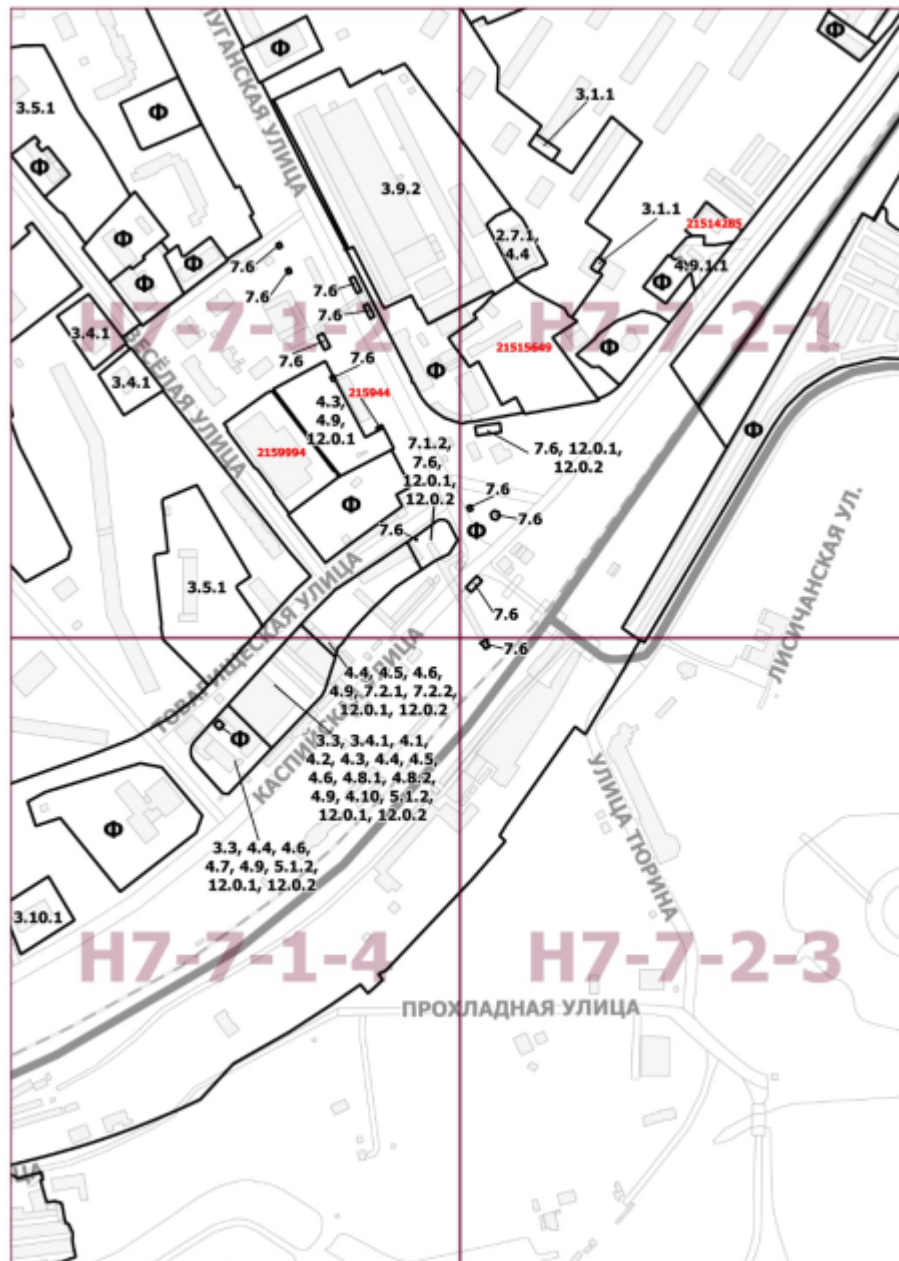 ЛУГАНСКАЯ УЛИЦА
Ф
Ф
3.5.1
Ф
3.1.1
Ф
Ф
3.9.2
3.1.1
21514285
Ф
2.7.1,
4.4
7.6
Ф
Ф
4.9.1.1
Ф
7.6
7.6
7.6
Н7-7-1-2
Н7-7-2-1
3.4.1
ВЕСЁЛАЯ УЛИЦА
7.6
7.6
21515649
Ф
3.4.1
Ф
215944
4.3,
4.9,
12.0.1
2159994
7.1.2,
7.6,
12.0.1,
12.0.2
7.6, 12.0.1,
12.0.2
Ф
Ф
7.6
7.6
7.6
Ф
ЛИСИЧАНСКАЯ УЛ.
3.5.1
7.6
7.6
ТОВАРИЩЕСКАЯ УЛИЦА
КАСПИЙСКАЯ УЛИЦА
4.4, 4.5, 4.6,
4.9, 7.2.1, 7.2.2,
12.0.1, 12.0.2
Ф
3.3, 3.4.1, 4.1,
4.2, 4.3, 4.4, 4.5,
4.6, 4.8.1, 4.8.2,
4.9, 4.10, 5.1.2,
12.0.1, 12.0.2
УЛИЦА ТЮРИНА
Ф
3.3, 4.4, 4.6,
4.7, 4.9, 5.1.2,
12.0.1, 12.0.2
3.10.1
Н7-7-1-4
Н7-7-2-3
ПРОХЛАДНАЯ УЛИЦА